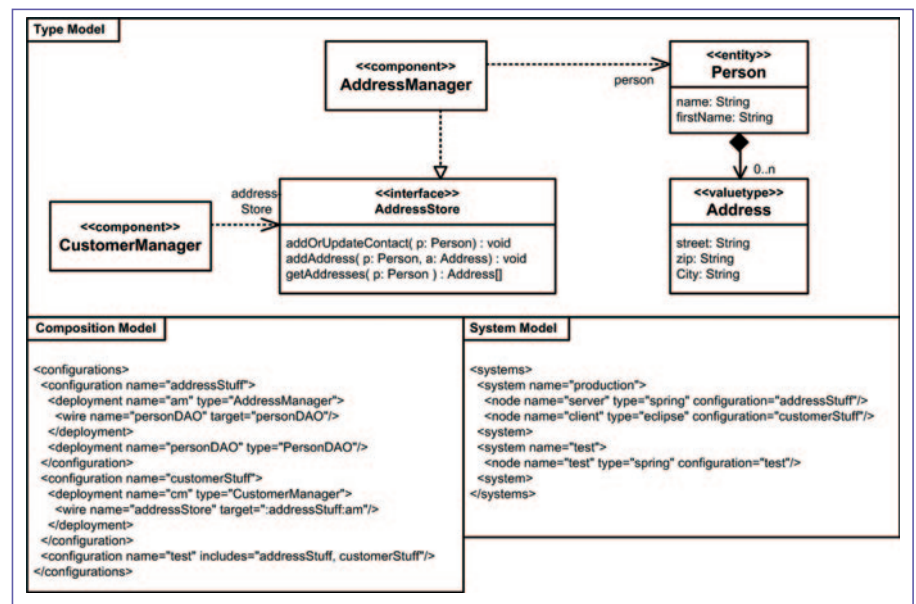 Type Model
<<component>>
AddressManager
person
<<entity>>
Person
name: String
firstName: String
0..n
<<component>>
CustomerManager
address-
Store
<<interface>>
AddressStore
addOrUpdateContact( p: Person) : void
addAddress( p: Person, a: Address) : void
getAddresses( p: Person ) : Address[]
<<valuetype>>
Address
street: String
zip: String
City: String
Composition Model
<configurations>
<configuration name="addressStuff">
<deployment name="am" type="AddressManager">
<wire name="personDAO" target="personDAO"/>
</deployment>
<deployment name="personDAO" type="PersonDAO"/>
</configuration>
<configuration name="customerStuff">
<deployment name="cm" type="CustomerManager">
<wire name="addressStore" target=":addressStuff:am"/>
</deployment>
</configuration>
<configuration name="test" includes="addressStuff, customerStuff"/>
</configurations>
System Model
<systems>
<system name="production">
<node name="server" type="spring" configuration="addressStuff"/>
<node name="client" type="eclipse" configuration="customerStuff"/>
<system>
<system name="test">
<node name="test" type="spring" configuration="test"/>
<system>
</systems>